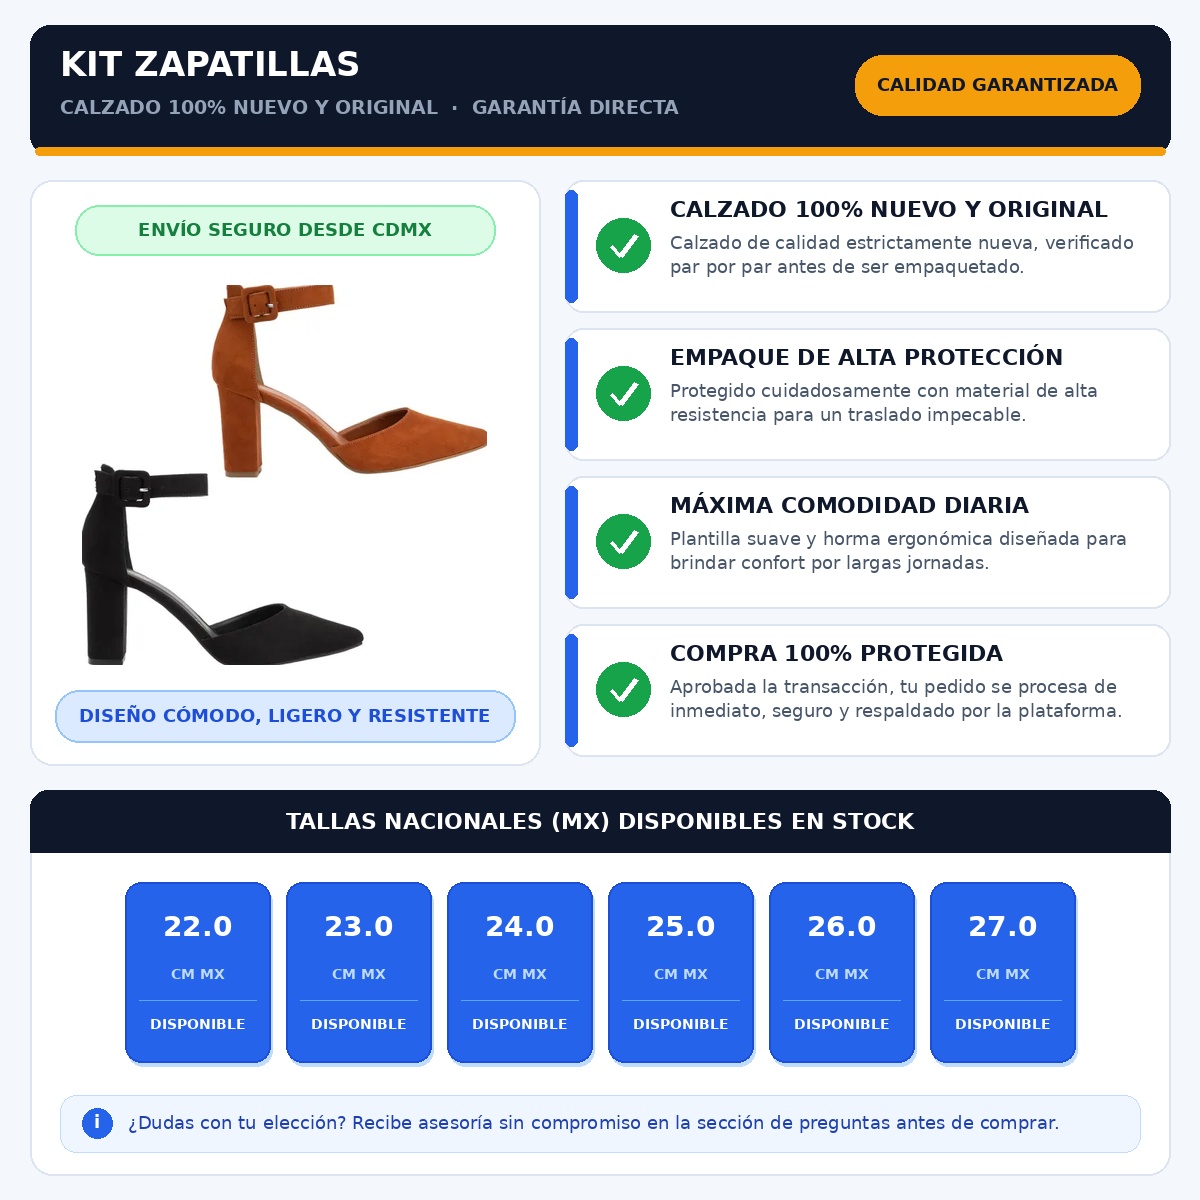 KIT ZAPATILLAS
CALZADO 100% NUEVO Y ORIGINAL · GARANTÍA DIRECTA
CALIDAD GARANTIZADA
ENVÍO SEGURO DESDE CDMX
DISEÑO CÓMODO, LIGERO Y RESISTENTE
CALZADO 100% NUEVO Y ORIGINAL
Calzado de calidad estrictamente nueva, verificado
par por par antes de ser empaquetado.
EMPAQUE DE ALTA PROTECCIÓN
Protegido cuidadosamente con material de alta
resistencia para un traslado impecable.
MÁXIMA COMODIDAD DIARIA
Plantilla suave y horma ergonómica diseñada para
brindar confort por largas jornadas.
COMPRA 100% PROTEGIDA
Aprobada la transacción, tu pedido se procesa de
inmediato, seguro y respaldado por la plataforma.
TALLAS NACIONALES (MX) DISPONIBLES EN STOCK
22.0
CM MX
DISPONIBLE
23.0
CM MX
DISPONIBLE
24.0
CM MX
DISPONIBLE
25.0
CM MX
DISPONIBLE
26.0
CM MX
DISPONIBLE
27.0
CM MX
DISPONIBLE
i ¿Dudas con tu elección? Recibe asesoría sin compromiso en la sección de preguntas antes de comprar.